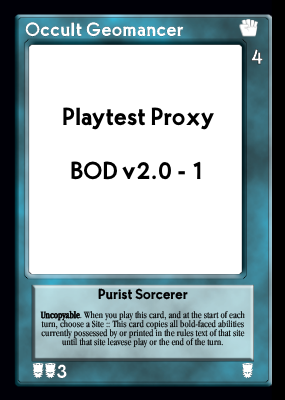 Occult Geomancer
4
Playtest Proxy
BOD v2.0 - 1
Purist Sorcerer
Uncopyable. When you play this card, and at the start of each
turn, choose a Site :: This card copies all bold-faced abilities
currently possessed by or printed in the rules text of that site
until that site leavese play or the end of the turn.
3